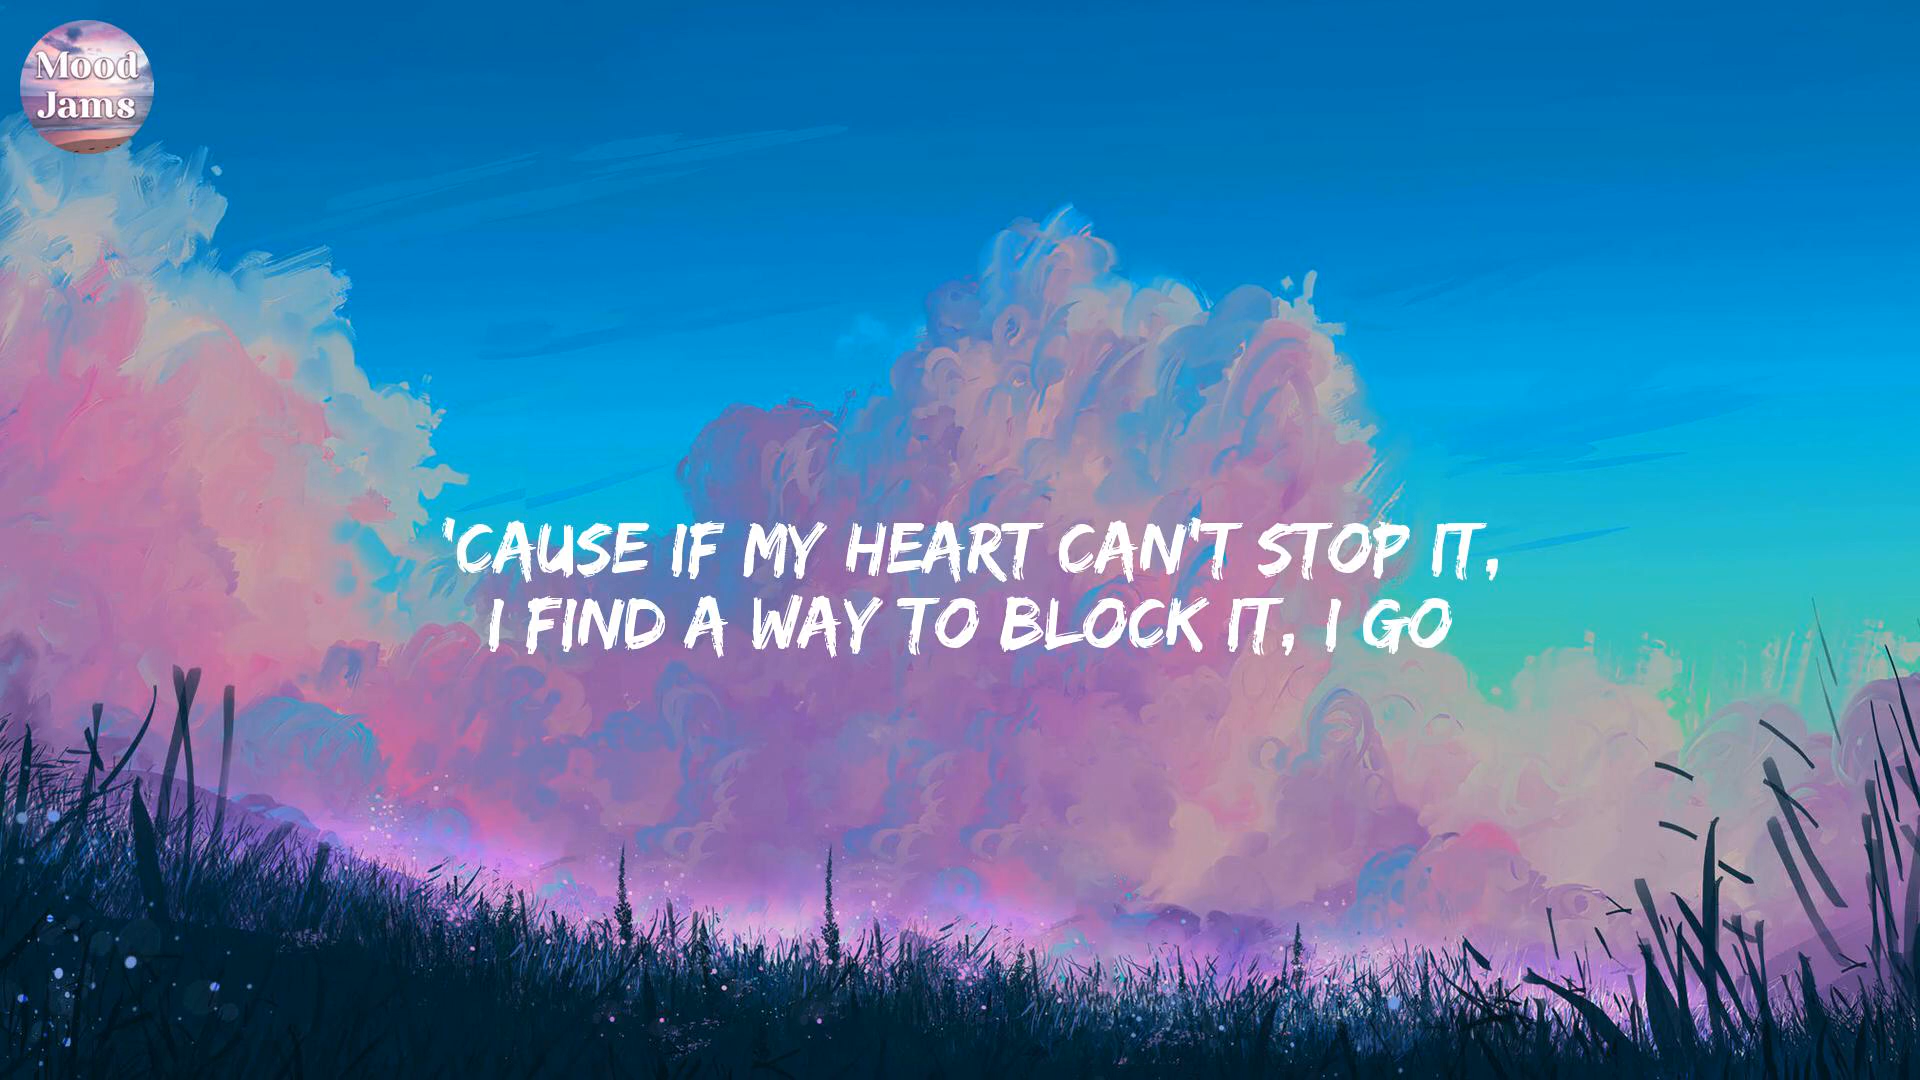 Mood
Jams
'CAUSE IF MY HEART CAN'T STOP IT,
I FIND A WAY TO BLOCK IT, I GO